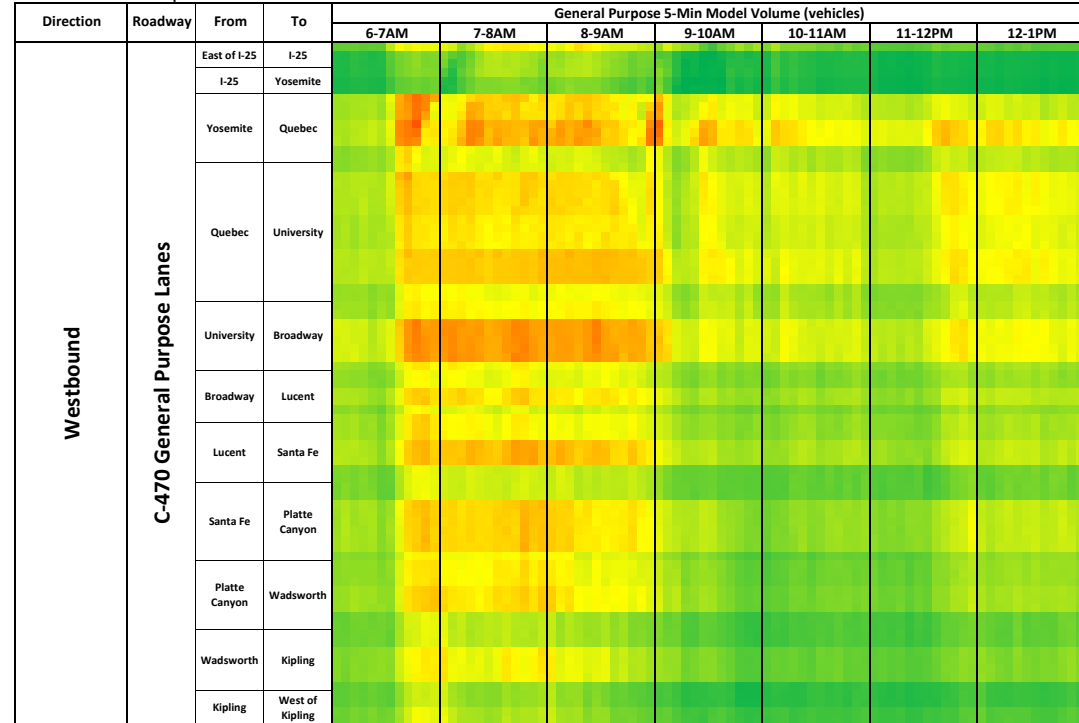 General Purpose 5-Min Model Volume (vehicles)
Direction Roadway From To
6-7AM 7-8AM 8-9AM 9-10AM 10-11AM 11-12PM 12-1PM
Westbound
C-470 General Purpose Lanes
East of I-25 I-25
I-25 Yosemite
Yosemite Quebec
Quebec University
University Broadway
Broadway Lucent
Lucent Santa Fe
Santa Fe Platte
Canyon
Platte
Canyon Wadsworth
Wadsworth Kipling
Kipling West of
Kipling